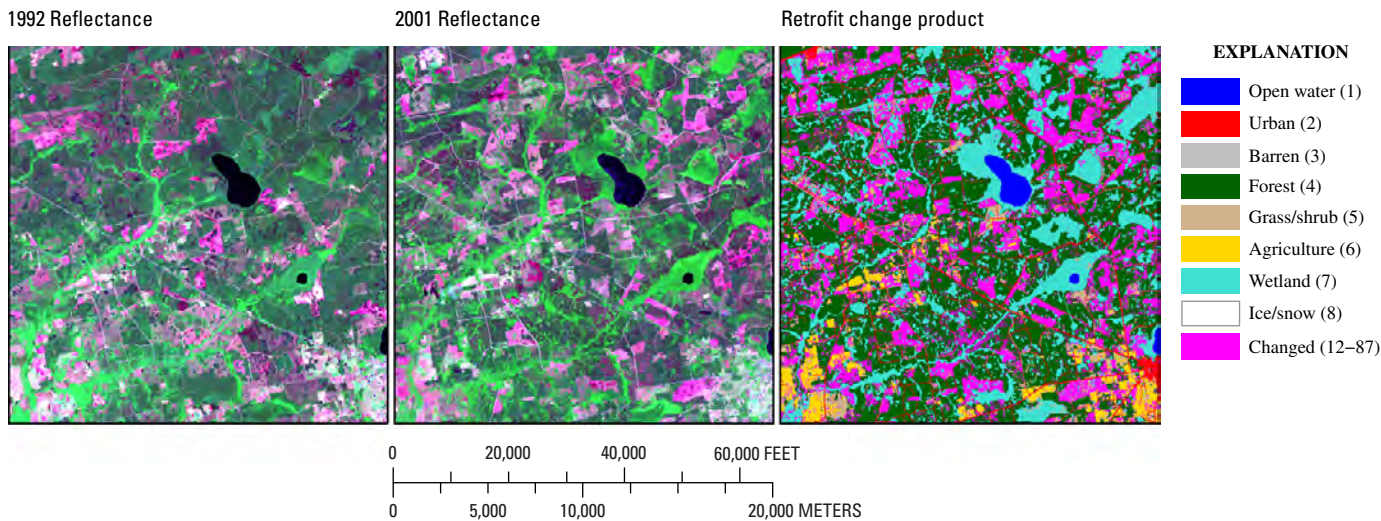 1992 Reflectance
2001 Reflectance
Retrofit change product
EXPLANATION
Open water (1)
Urban (2)
Barren (3)
Forest (4)
Grass/shrub (5)
Agriculture (6)
Wetland (7)
Ice/snow (8)
Changed (12–87)
0 20,000 40,000 60,000 FEET
0 5,000 10,000 20,000 METERS